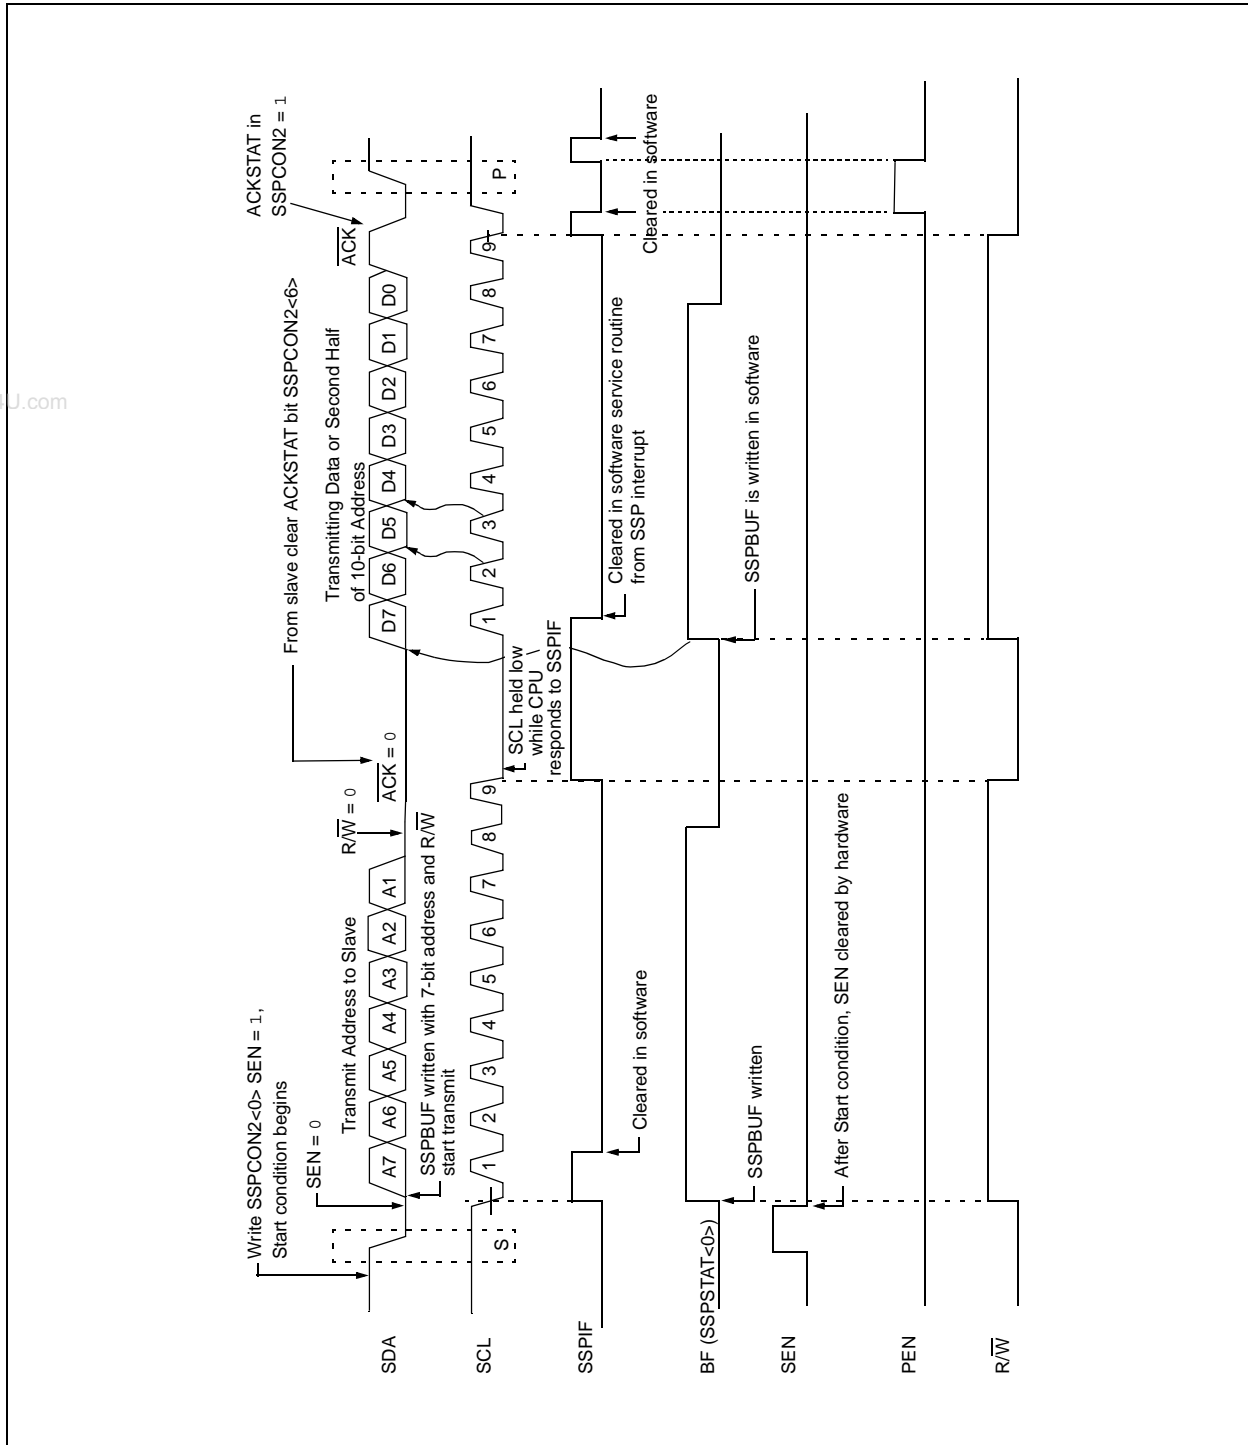 Write SSPCON2<0> SEN = 1,
Start condition begins
SEN = 0
Transmit Address to Slave
R/W = 0
From slave clear ACKSTAT bit SSPCON2<6>
ACK = 0
Transmitting Data or Second Half
of 10-bit Address
ACKSTAT in
SSPCON2 = 1
ACK
SDA
A7 A6 A5 A4 A3 A2 A1
D7 D6 D5 D4 D3 D2 D1 D0
SSPBUF written with 7-bit address and R/W
start transmit
SCL
S
1 2 3 4 5 6 7 8 9
1 2 3 4 5 6 7 8 9
P
SCL held low
while CPU
responds to SSPIF
SSPIF
Cleared in software
Cleared in software service routine
from SSP interrupt
Cleared in software
Cleared in software
BF (SSPSTAT<0>)
SSPBUF written
SSPBUF is written in software
SEN
After Start condition, SEN cleared by hardware
PEN
R/W
4U.com